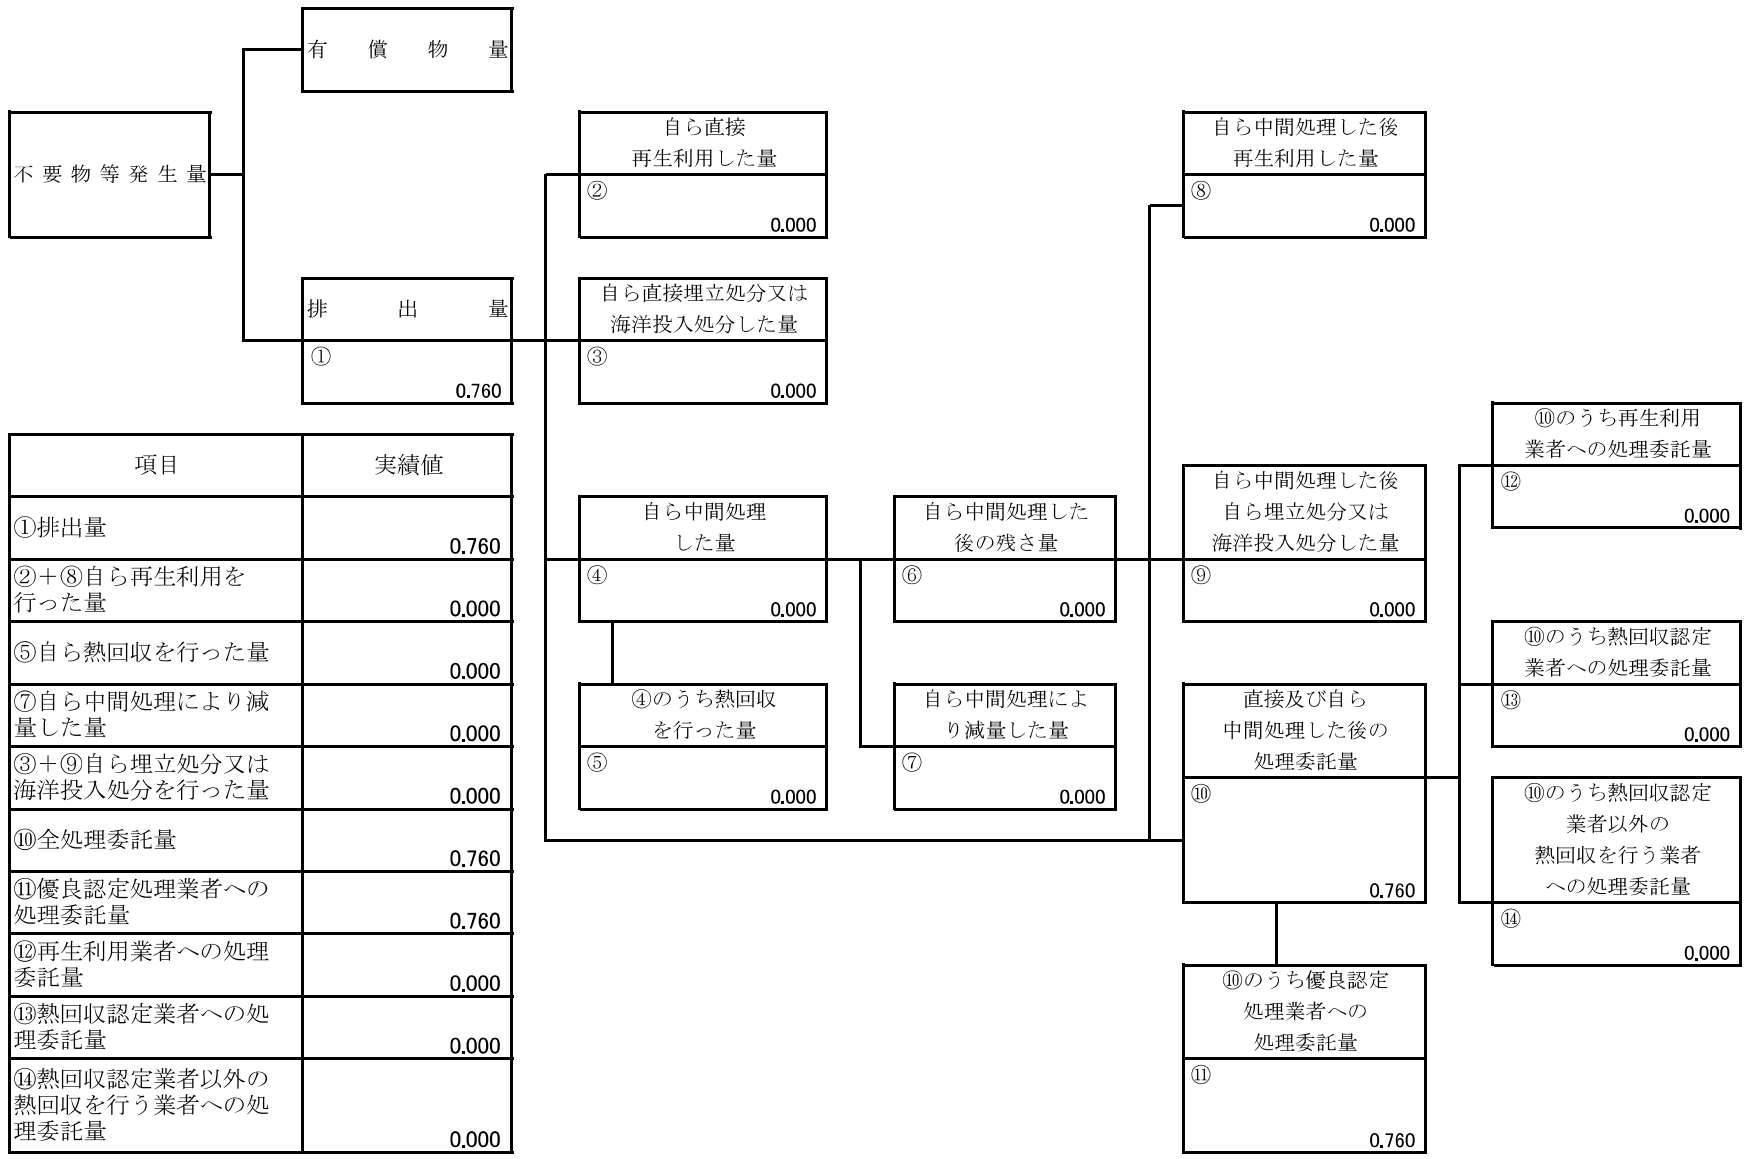 有償物量
不要物等発生量
排出量
①
0.760
自ら直接
再生利用した量
②
0.000
自ら直接埋立処分又は
海洋投入処分した量
③
0.000
自ら中間処理
した量
④
0.000
④のうち熱回収
を行った量
⑤
0.000
自ら中間処理した
後の残さ量
⑥
0.000
自ら中間処理によ
り減量した量
⑦
0.000
自ら中間処理した後
再生利用した量
⑧
0.000
自ら中間処理した後
自ら埋立処分又は
海洋投入処分した量
⑨
0.000
直接及び自ら
中間処理した後の
処理委託量
⑩
0.760
⑩のうち優良認定
処理業者への
処理委託量
⑪
0.760
⑩のうち再生利用
業者への処理委託量
⑫
0.000
⑩のうち熱回収認定
業者への処理委託量
⑬
0.000
⑩のうち熱回収認定
業者以外の
熱回収を行う業者
への処理委託量
⑭
0.000
項目 実績値
①排出量
0.760
②＋⑧自ら再生利用を
行った量
0.000
⑤自ら熱回収を行った量
0.000
⑦自ら中間処理により減
量した量
0.000
③＋⑨自ら埋立処分又は
海洋投入処分を行った量
0.000
⑩全処理委託量
0.760
⑪優良認定処理業者への
処理委託量
0.760
⑫再生利用業者への処理
委託量
0.000
⑬熱回収認定業者への処
理委託量
0.000
⑭熱回収認定業者以外の
熱回収を行う業者への処
理委託量
0.000